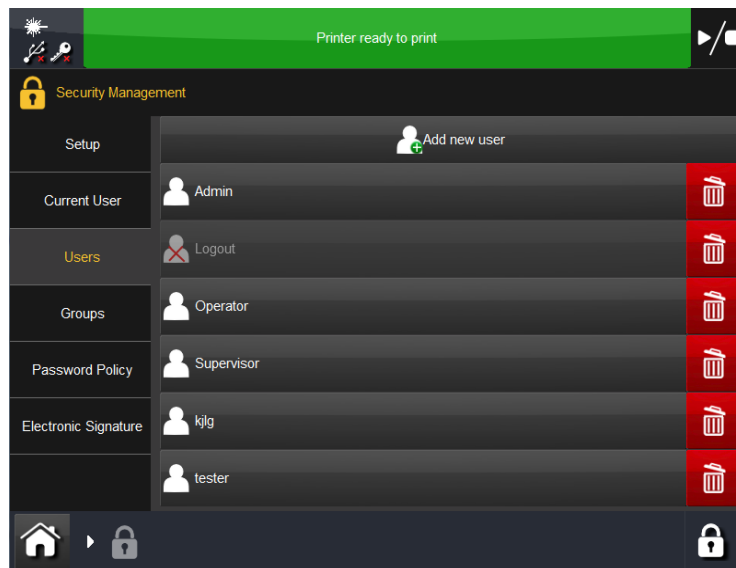 Printer ready to print
Security Management
Setup
Add new user
Current User
Admin
Users
Logout
Groups
Operator
Password Policy
Supervisor
Electronic Signature
kjlg
tester